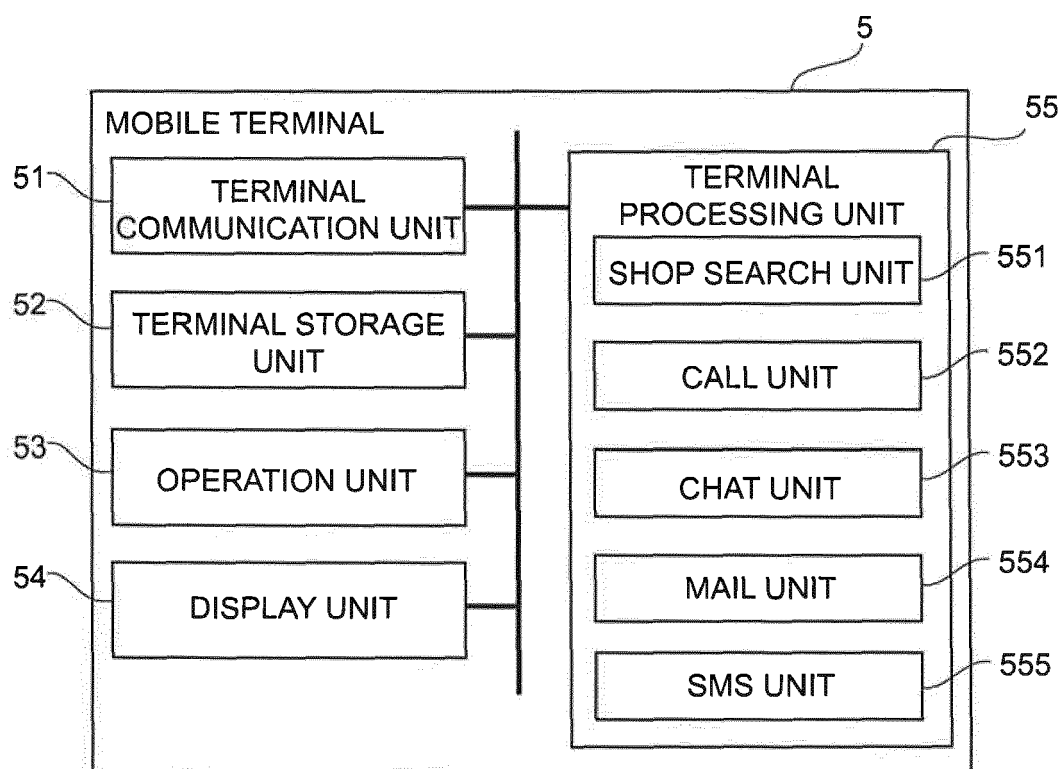 5
MOBILE TERMINAL
55
51
TERMINAL
COMMUNICATION UNIT
TERMINAL
PROCESSING UNIT
SHOP SEARCH UNIT
551
52
TERMINAL STORAGE
UNIT
CALL UNIT
552
53
OPERATION UNIT
CHAT UNIT
553
54
DISPLAY UNIT
MAIL UNIT
554
SMS UNIT
555